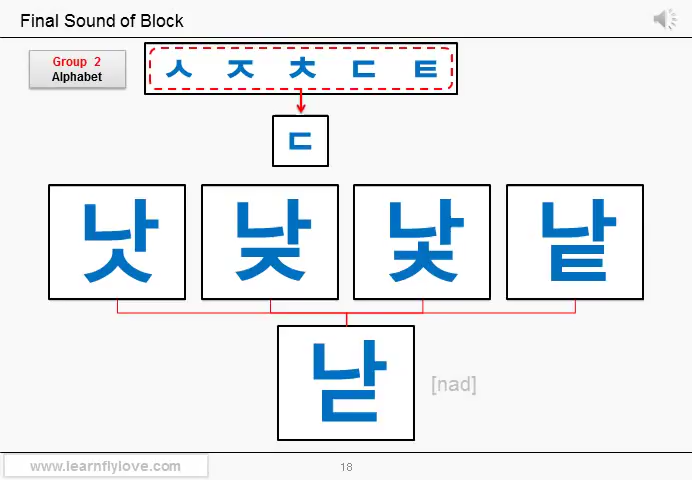 Final Sound of Block
Group 2
Alphabet
ㅅ ㅈ ㅊ ㄷ ㅌ
ㄷ
낫 낮 낯 낱
낟
[nad]
www.learnflylove.com
18